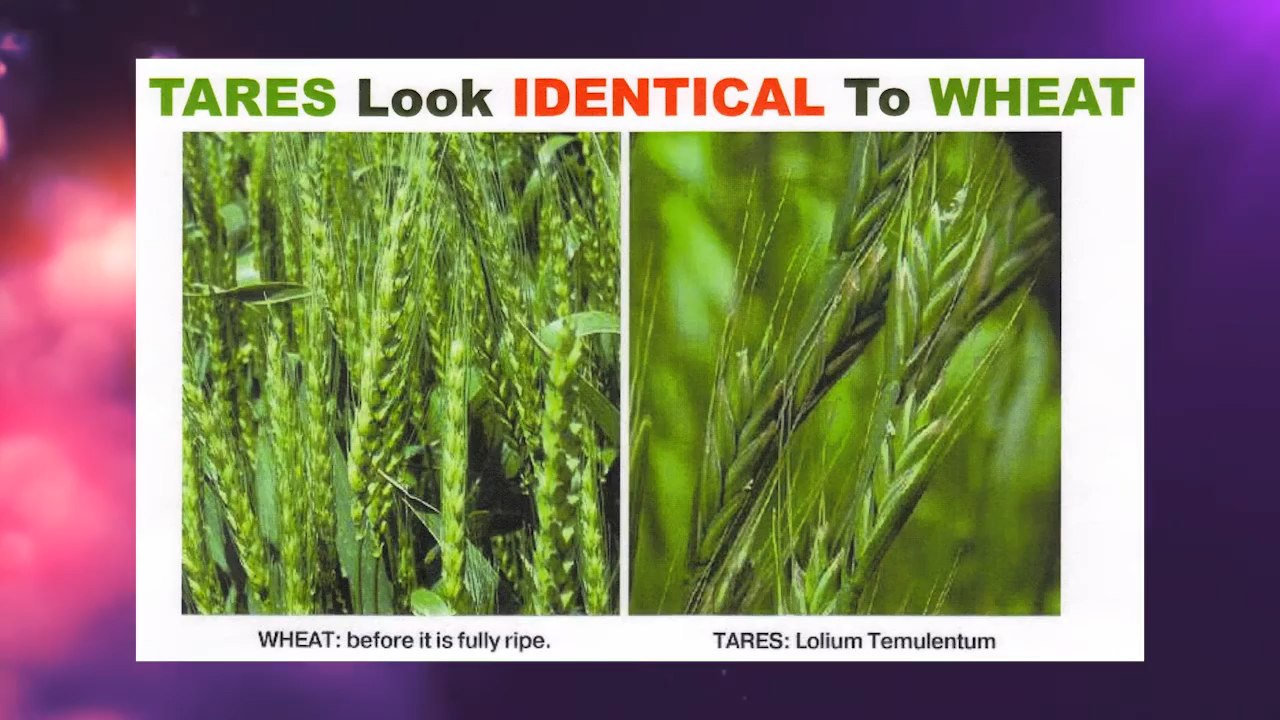 TARES Look IDENTICAL To WHEAT
WHEAT: before it is fully ripe.
TARES: Lolium Temulentum